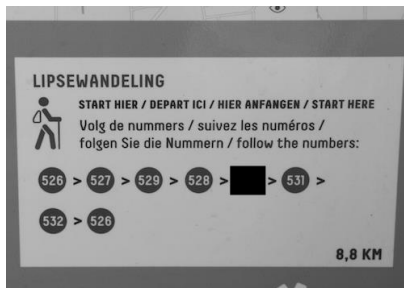 LIPSEWANDELING
START HIER / DEPART ICI / HIER ANFANGEN / START HERE
Volg de nummers / suivez les numéros /
folgen Sie die Nummern / follow the numbers:
526 > 527 > 529 > 528 > > 531 >
532 > 526
8,8 KM